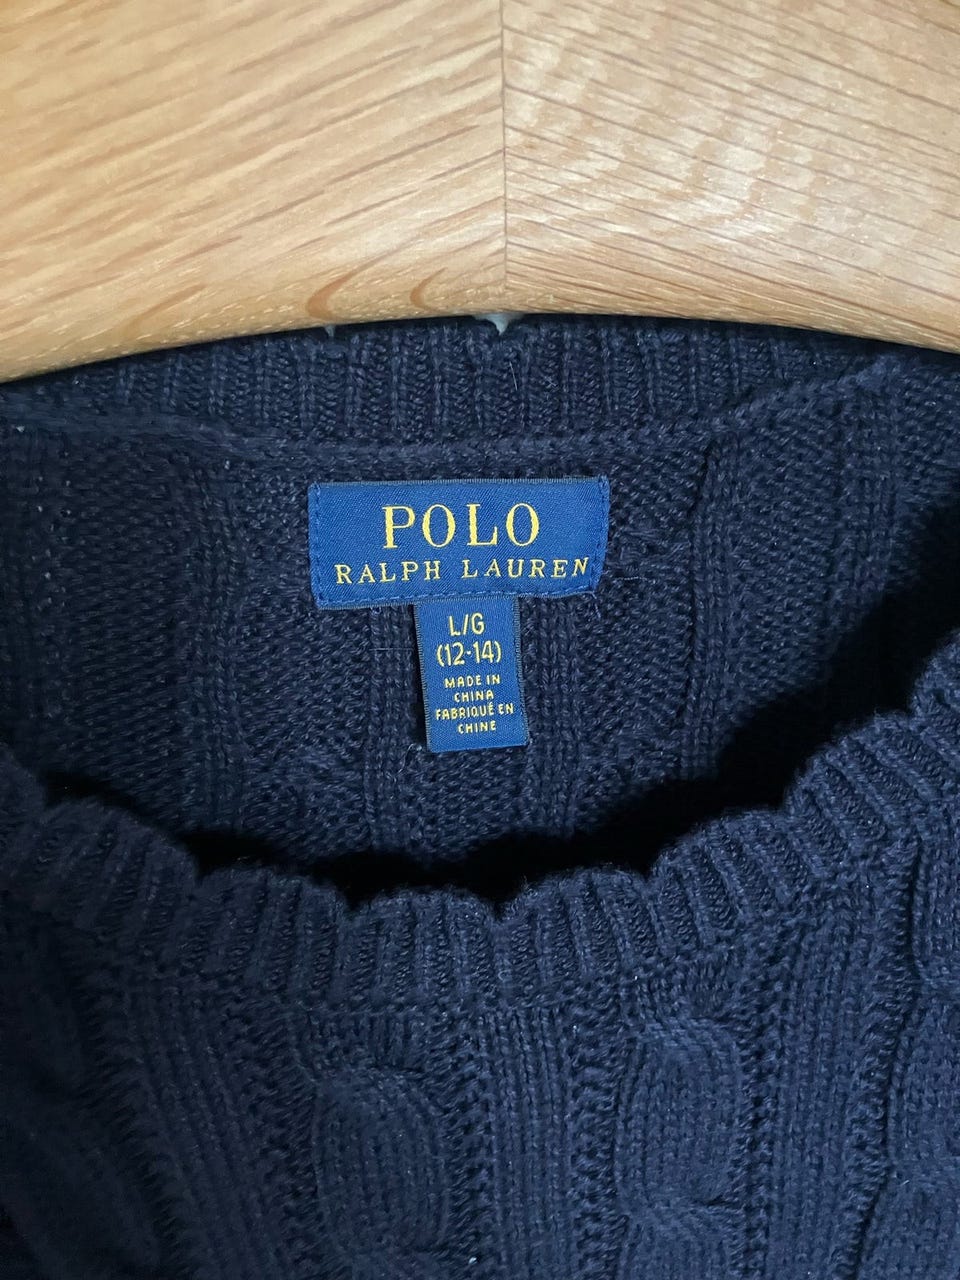 POLO
RALPH LAUREN
L/G
(12-14)
MADE IN
CHINA
FABRIQUÉ EN
CHINE